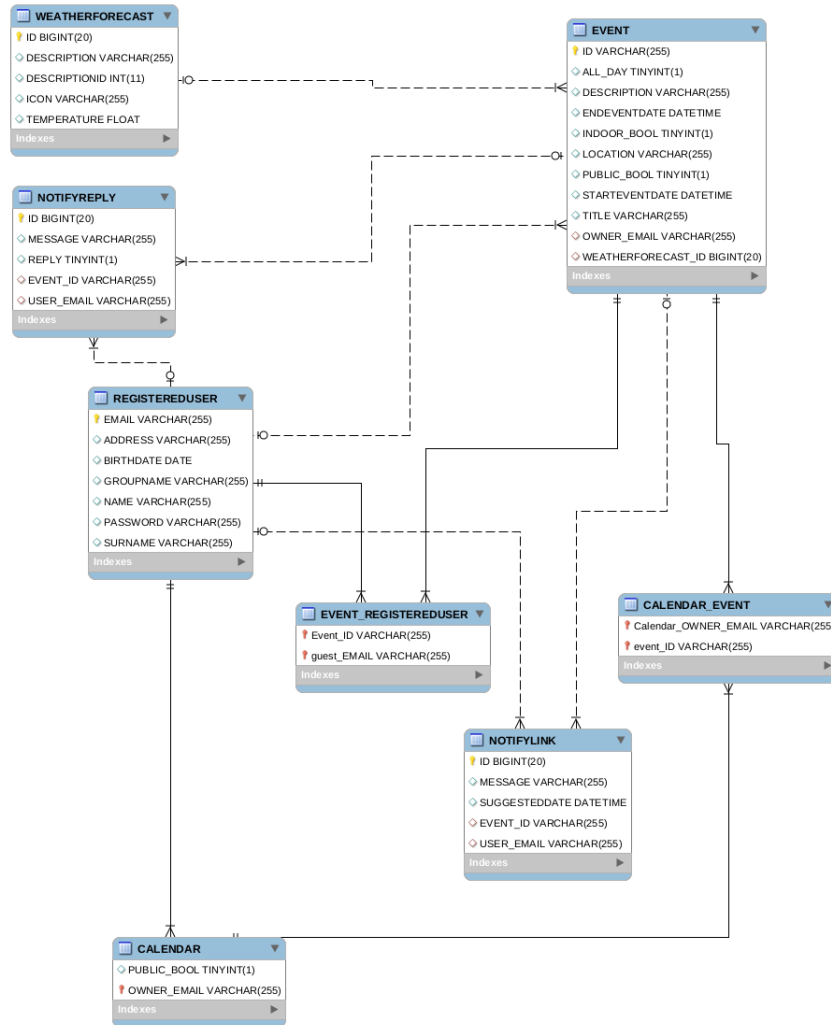 WEATHERFORECAST
ID BIGINT(20)
DESCRIPTION VARCHAR(255)
DESCRIPTIONID INT(11)
ICON VARCHAR(255)
TEMPERATURE FLOAT
Indexes
EVENT
ID VARCHAR(255)
ALL_DAY TINYINT(1)
DESCRIPTION VARCHAR(255)
ENDEVENTDATE DATETIME
INDOOR_BOOL TINYINT(1)
LOCATION VARCHAR(255)
PUBLIC_BOOL TINYINT(1)
STARTEVENTDATE DATETIME
TITLE VARCHAR(255)
OWNER_EMAIL VARCHAR(255)
WEATHERFORECAST_ID BIGINT(20)
Indexes
NOTIFYREPLY
ID BIGINT(20)
MESSAGE VARCHAR(255)
REPLY TINYINT(1)
EVENT_ID VARCHAR(255)
USER_EMAIL VARCHAR(255)
Indexes
REGISTEREDUSER
EMAIL VARCHAR(255)
ADDRESS VARCHAR(255)
BIRTHDATE DATE
GROUPNAME VARCHAR(255)
NAME VARCHAR(255)
PASSWORD VARCHAR(255)
SURNAME VARCHAR(255)
Indexes
EVENT_REGISTEREDUSER
Event_ID VARCHAR(255)
guest_EMAIL VARCHAR(255)
Indexes
CALENDAR_EVENT
Calendar_OWNER_EMAIL VARCHAR(255
event_ID VARCHAR(255)
Indexes
NOTIFYLINK
ID BIGINT(20)
MESSAGE VARCHAR(255)
SUGGESTEDDATE DATETIME
EVENT_ID VARCHAR(255)
USER_EMAIL VARCHAR(255)
Indexes
CALENDAR
PUBLIC_BOOL TINYINT(1)
OWNER_EMAIL VARCHAR(255)
Indexes